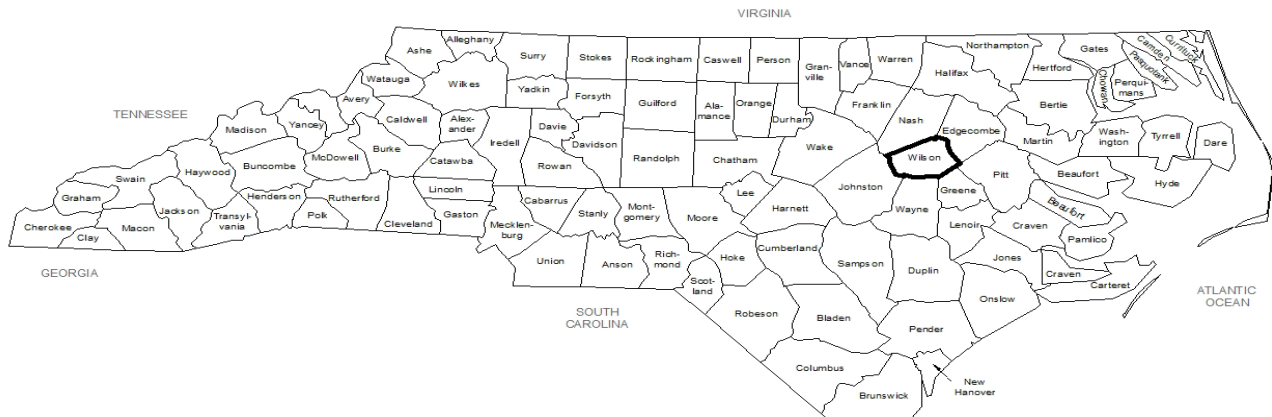 VIRGINIA
Alleghany
Ashe
Surry
Stokes
Rockingham
Caswell
Person
Gran-
ville
Vance
Warren
Northampton
Gates
Camden
Currituck
Pasquotank
Halifax
Hertford
Chowan
Perqui-
mans
Watauga
Wilkes
Yadkin
Forsyth
Guilford
Ala-
mance
Orange
Durham
Franklin
Bertie
TENNESSEE
Avery
Madison
Yancey
Caldwell
Alex-
ander
Iredell
Davie
Davidson
Nash
Edgecombe
Martin
Wash-
ington
Tyrrell
Dare
Haywood
Buncombe
McDowell
Burke
Catawba
Rowan
Randolph
Chatham
Wake
Wilson
Pitt
Beaufort
Hyde
Swain
Graham
Jackson
Transyl-
vania
Henderson
Polk
Rutherford
Cleveland
Lincoln
Gaston
Cabarrus
Stanly
Mont-
gomery
Moore
Lee
Harnett
Johnston
Wayne
Greene
Lenoir
Craven
Beaufort
Pamlico
Cherokee
Clay
Macon
Mecklen-
burg
Union
Anson
Rich-
mond
Scot-
land
Hoke
Cumberland
Sampson
Duplin
Jones
Craven
Carteret
Onslow
GEORGIA
SOUTH
CAROLINA
ATLANTIC
OCEAN
Robeson
Bladen
Pender
Columbus
Brunswick
New
Hanover